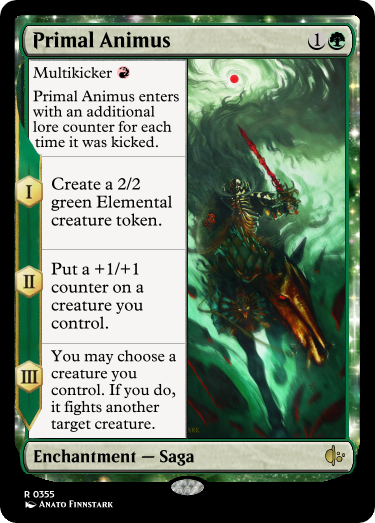 Primal Animus
1
Multikicker
Primal Animus enters
with an additional
lore counter for each
time it was kicked.
I
Create a 2/2
green Elemental
creature token.
II
Put a +1/+1
counter on a
creature you
control.
III
You may choose a
creature you
control. If you do,
it fights another
target creature.
Enchantment — Saga
R 0355
Anato Finnstark